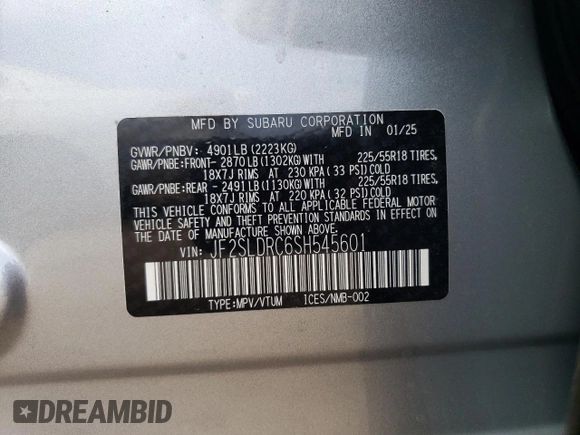 MFD BY SUBARU CORPORATION
MFD IN 01/25
GVWR/PNBV: 4901LB (2223KG)
GAWR/PNBE:FRONT- 2870LB(1302KG)WITH 225/55R18 TIRES,
18X7J RIMS AT 230 KPA( 33 PSI)COLD
GAWR/PNBE:REAR - 2491LB(1130KG)WITH 225/55R18 TIRES,
18X7J RIMS AT 220 KPA( 32 PSI)COLD
THIS VEHICLE CONFORMS TO ALL APPLICABLE FEDERAL MOTOR
VEHICLE SAFETY AND THEFT PREVENTION STANDARDS IN EFFECT
ON THE DATE OF MANUFACTURE SHOWN ABOVE.
VIN: JF2SLDRC6SH545601
TYPE:MPV/VTUM ICES/NMB-002
DREAMBID